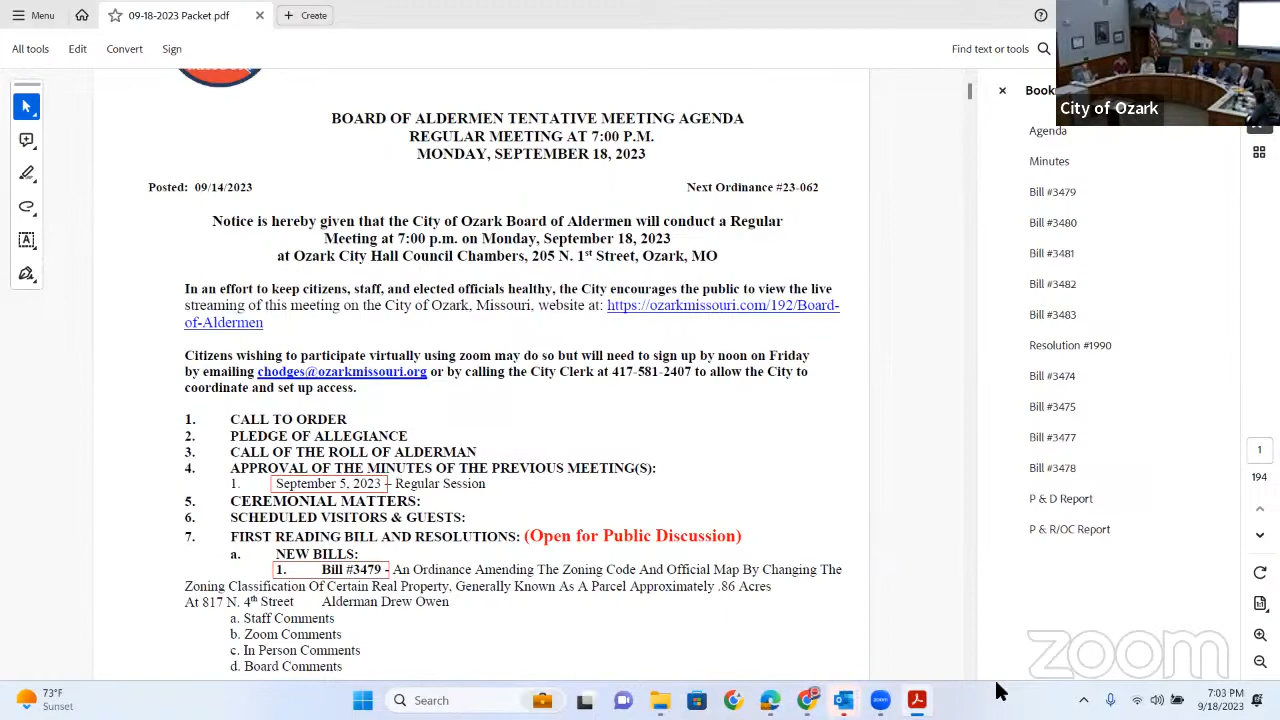 Menu
09-18-2023 Packet.pdf
Create
All tools
Edit
Convert
Sign
Find text or tools
City of Ozark
BOARD OF ALDERMEN TENTATIVE MEETING AGENDA
REGULAR MEETING AT 7:00 P.M.
MONDAY, SEPTEMBER 18, 2023
Posted: 09/14/2023 Next Ordinance #23-062
Notice is hereby given that the City of Ozark Board of Aldermen will conduct a Regular
Meeting at 7:00 p.m. on Monday, September 18, 2023
at Ozark City Hall Council Chambers, 205 N. 1st Street, Ozark, MO
In an effort to keep citizens, staff, and elected officials healthy, the City encourages the public to view the live
streaming of this meeting on the City of Ozark, Missouri, website at: https://ozarkmissouri.com/192/Board-
of-Aldermen
Citizens wishing to participate virtually using zoom may do so but will need to sign up by noon on Friday
by emailing chodges@ozarkmissouri.org or by calling the City Clerk at 417-581-2407 to allow the City to
coordinate and set up access.
1. CALL TO ORDER
2. PLEDGE OF ALLEGIANCE
3. CALL OF THE ROLL OF ALDERMAN
4. APPROVAL OF THE MINUTES OF THE PREVIOUS MEETING(S):
1. September 5, 2023 – Regular Session
5. CEREMONIAL MATTERS:
6. SCHEDULED VISITORS & GUESTS:
7. FIRST READING BILL AND RESOLUTIONS: (Open for Public Discussion)
a. NEW BILLS:
1. Bill #3479 - An Ordinance Amending The Zoning Code And Official Map By Changing The
Zoning Classification Of Certain Real Property, Generally Known As A Parcel Approximately .86 Acres
At 817 N. 4th Street Alderman Drew Owen
a. Staff Comments
b. Zoom Comments
c. In Person Comments
d. Board Comments
Book
Agenda
Minutes
Bill #3479
Bill #3480
Bill #3481
Bill #3482
Bill #3483
Resolution #1990
Bill #3474
Bill #3475
Bill #3477
Bill #3478
P & D Report
P & R/OC Report
1
194
zoom
73°F
Sunset
Search
7:03 PM
9/18/2023